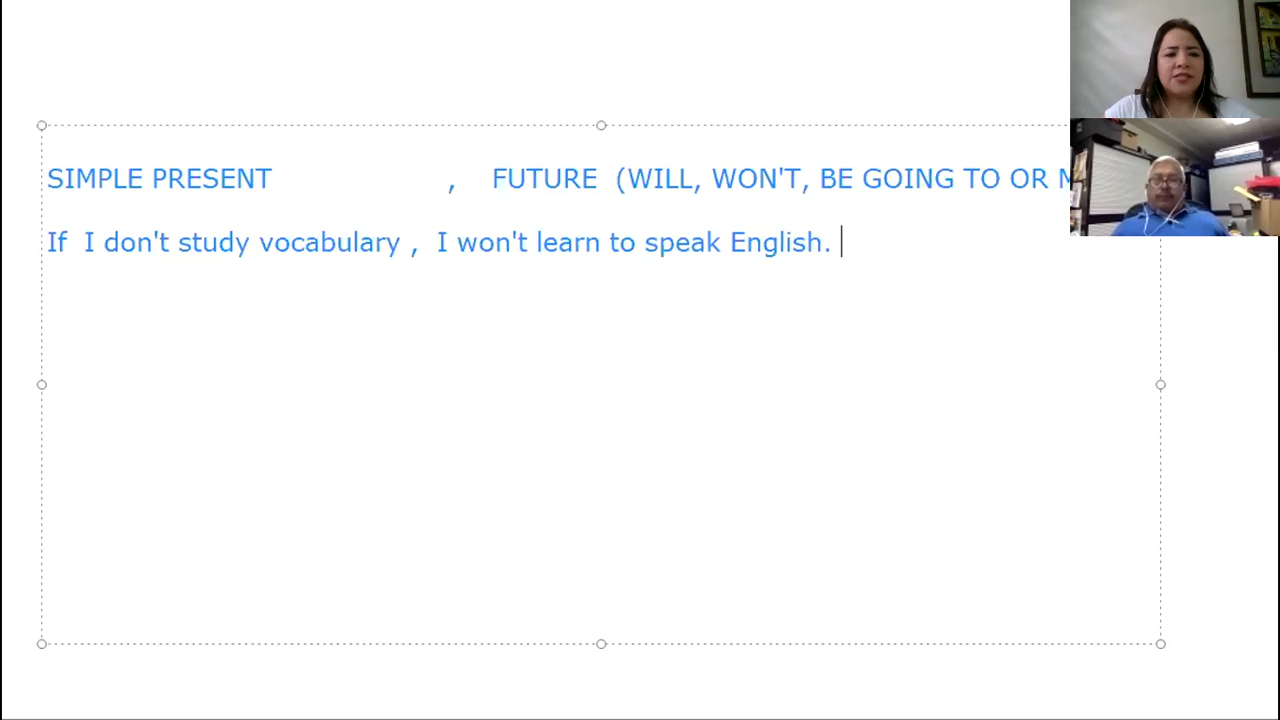 SIMPLE PRESENT , FUTURE (WILL, WON'T, BE GOING TO OR
If I don't study vocabulary , I won't learn to speak English.